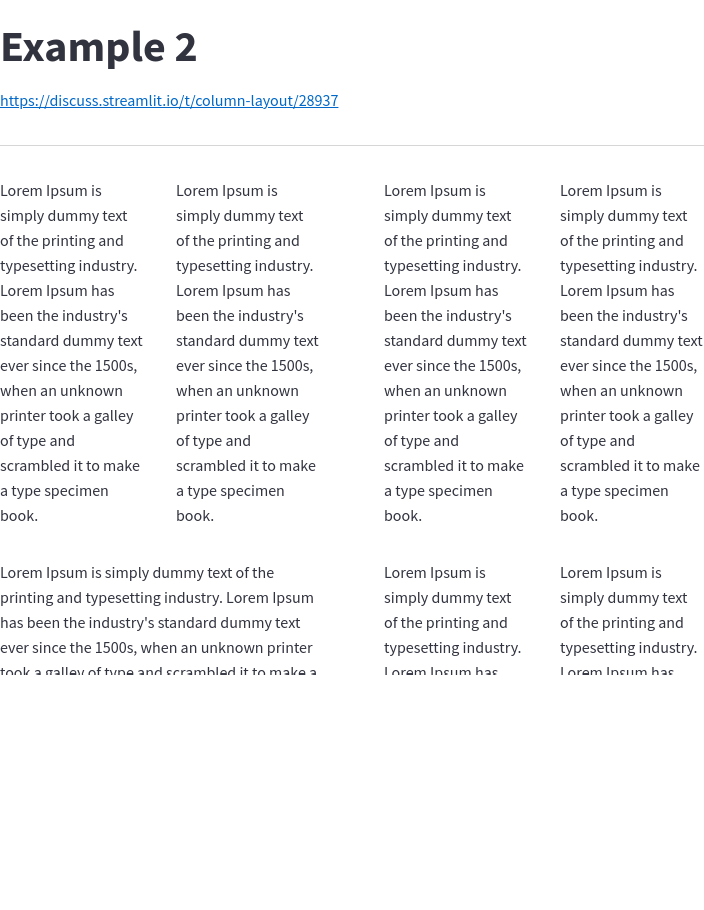 Example 2
https://discuss.streamlit.io/t/column-layout/28937
Lorem Ipsum is
simply dummy text
of the printing and
typesetting industry.
Lorem Ipsum has
been the industry's
standard dummy text
ever since the 1500s,
when an unknown
printer took a galley
of type and
scrambled it to make
a type specimen
book.
Lorem Ipsum is
simply dummy text
of the printing and
typesetting industry.
Lorem Ipsum has
been the industry's
standard dummy text
ever since the 1500s,
when an unknown
printer took a galley
of type and
scrambled it to make
a type specimen
book.
Lorem Ipsum is
simply dummy text
of the printing and
typesetting industry.
Lorem Ipsum has
been the industry's
standard dummy text
ever since the 1500s,
when an unknown
printer took a galley
of type and
scrambled it to make
a type specimen
book.
Lorem Ipsum is
simply dummy text
of the printing and
typesetting industry.
Lorem Ipsum has
been the industry's
standard dummy text
ever since the 1500s,
when an unknown
printer took a galley
of type and
scrambled it to make
a type specimen
book.
Lorem Ipsum is simply dummy text of the
printing and typesetting industry. Lorem Ipsum
has been the industry's standard dummy text
ever since the 1500s, when an unknown printer
took a galley of type and scrambled it to make a
Lorem Ipsum is
simply dummy text
of the printing and
typesetting industry.
Lorem Ipsum has
Lorem Ipsum is
simply dummy text
of the printing and
typesetting industry.
Lorem Ipsum has